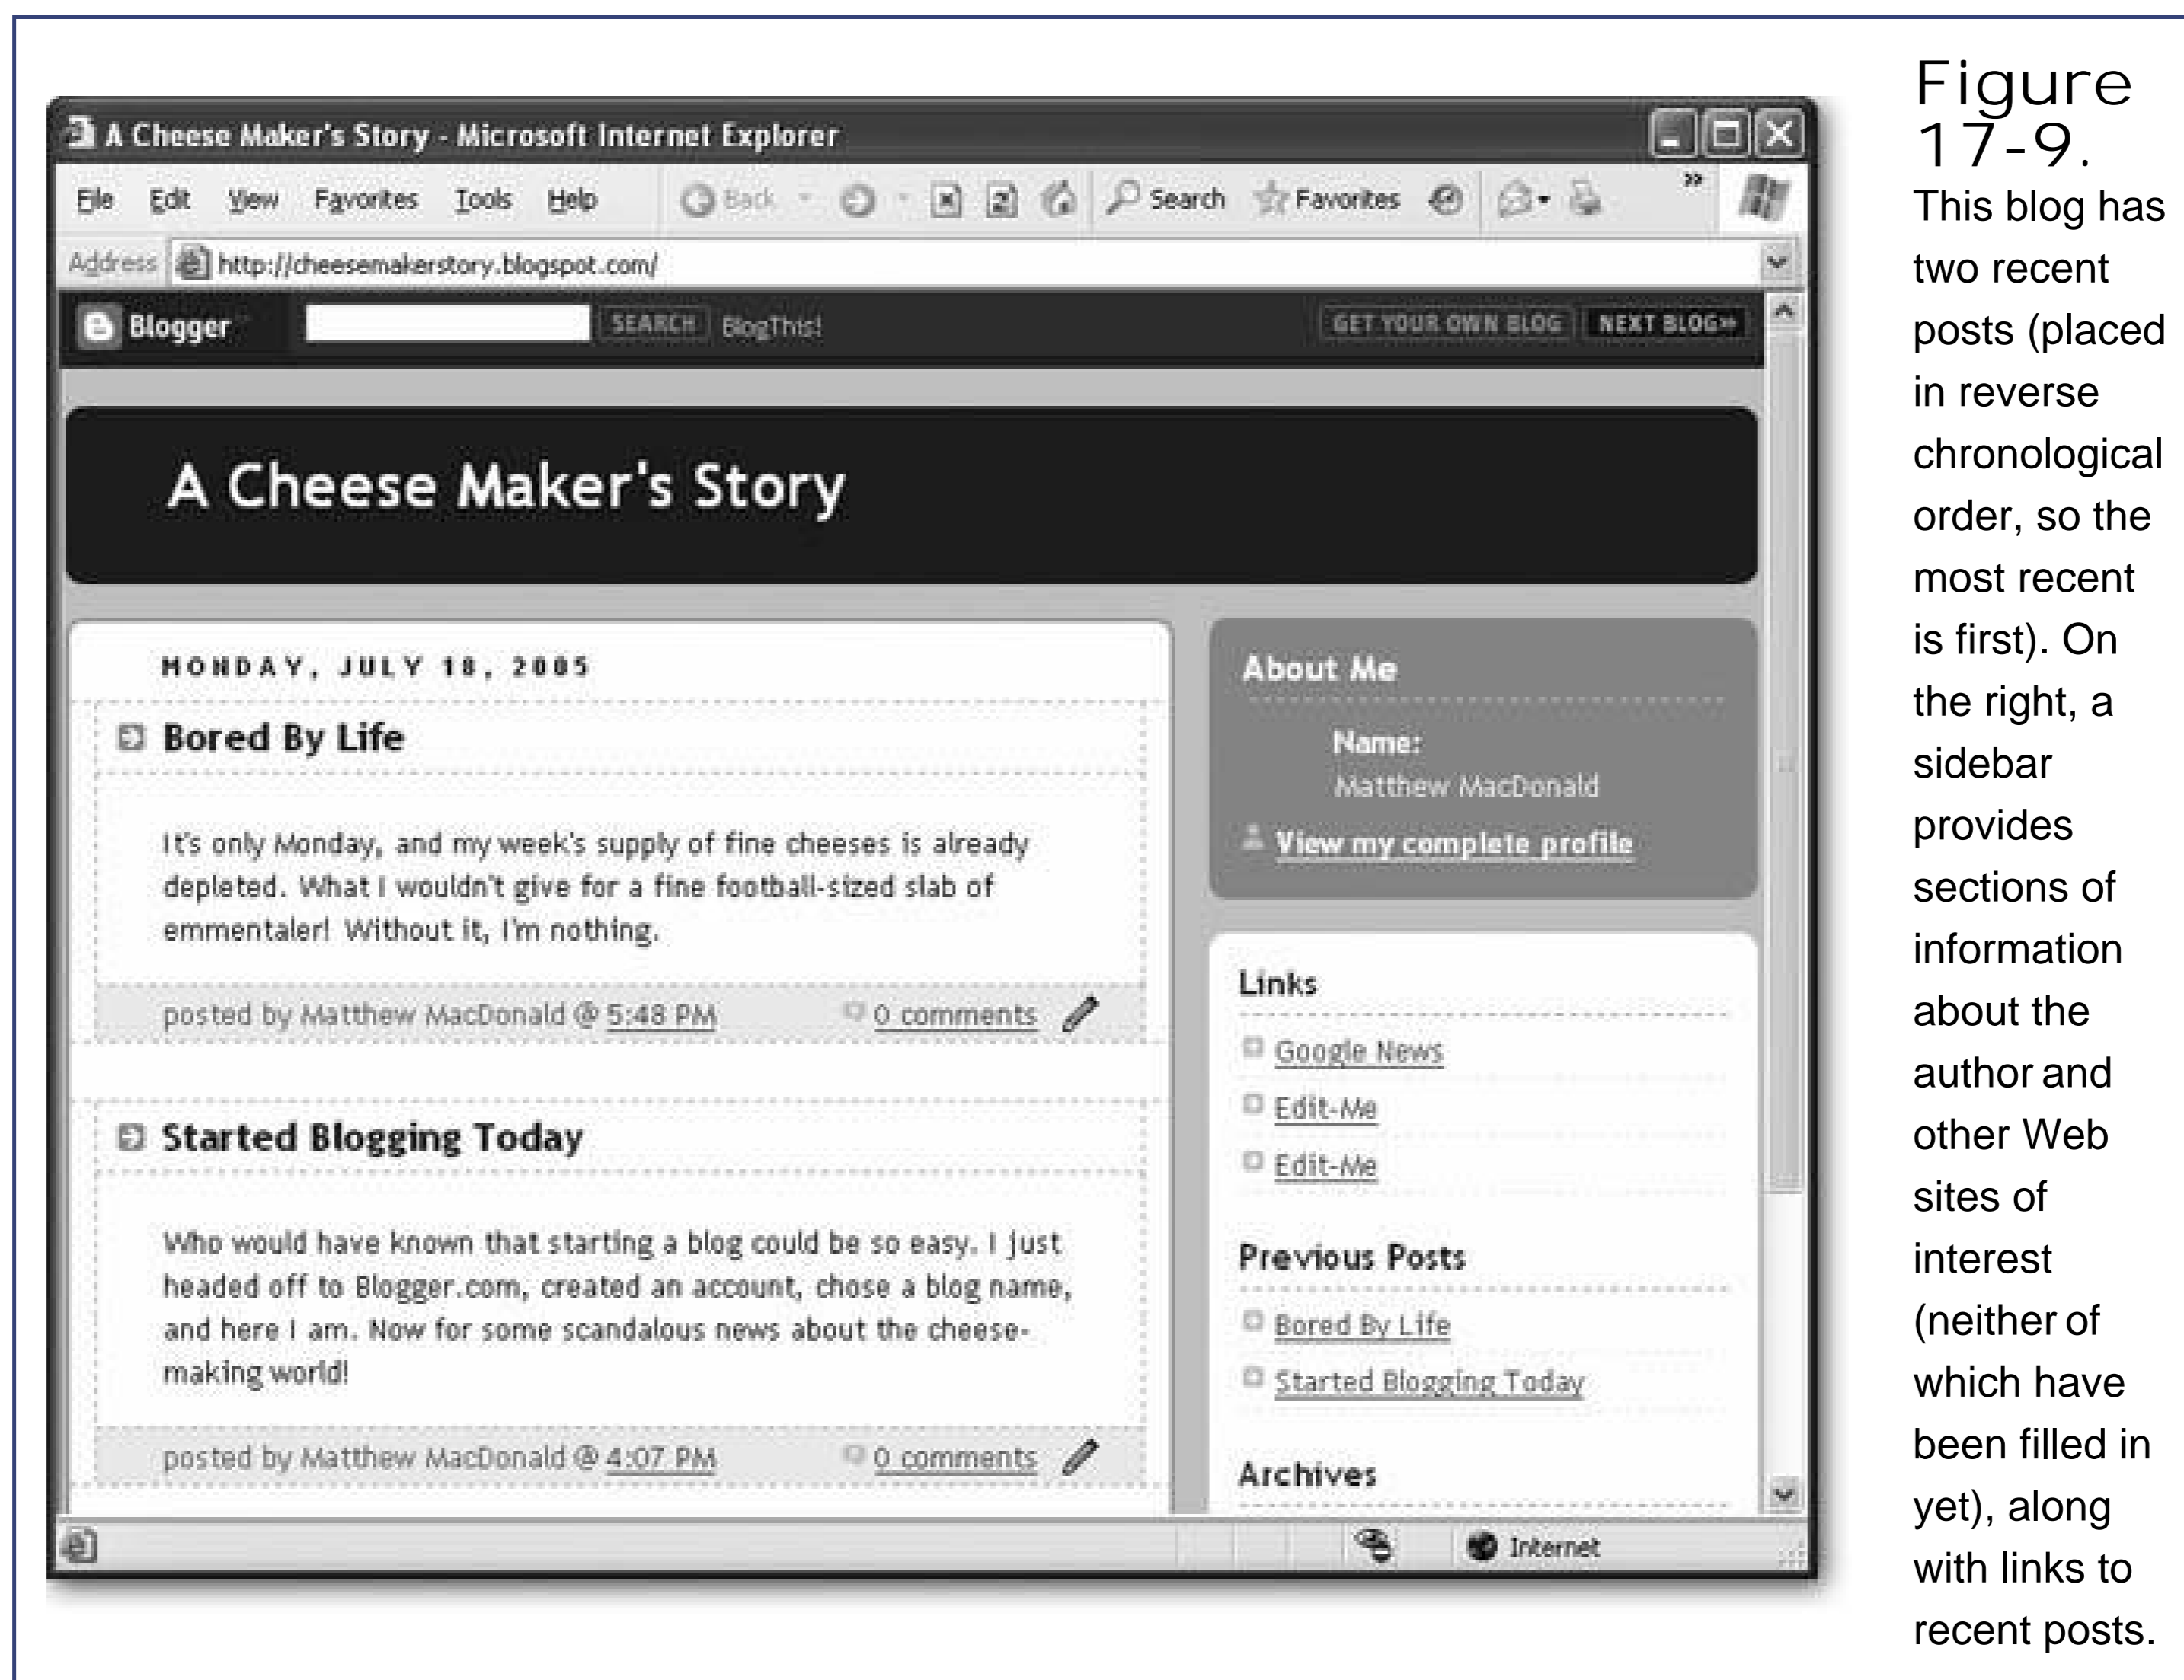 A Cheese Maker's Story - Microsoft Internet Explorer
File Edit View Favorites Tools Help Back Search Favorites »
Address http://cheesemakerstory.blogspot.com/
Blogger SEARCH BlogThis! GET YOUR OWN BLOG NEXT BLOG»
A Cheese Maker's Story
MONDAY, JULY 18, 2005
Bored By Life
It's only Monday, and my week's supply of fine cheeses is already
depleted. What I wouldn't give for a fine football-sized slab of
emmentaler! Without it, I'm nothing.
posted by Matthew MacDonald @ 5:48 PM 0 comments
Started Blogging Today
Who would have known that starting a blog could be so easy. I just
headed off to Blogger.com, created an account, chose a blog name,
and here I am. Now for some scandalous news about the cheese-
making world!
posted by Matthew MacDonald @ 4:07 PM 0 comments
About Me
Name:
Matthew MacDonald
View my complete profile
Links
Google News
Edit-Me
Edit-Me
Previous Posts
Bored By Life
Started Blogging Today
Archives
Internet
Figure
17-9.
This blog has
two recent
posts (placed
in reverse
chronological
order, so the
most recent
is first). On
the right, a
sidebar
provides
sections of
information
about the
author and
other Web
sites of
interest
(neither of
which have
been filled in
yet), along
with links to
recent posts.